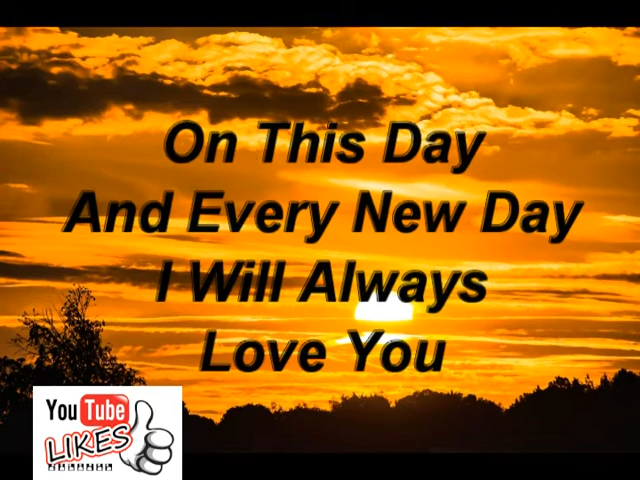 On This Day
And Every New Day
I Will Always
Love You
YouTube
LIKES